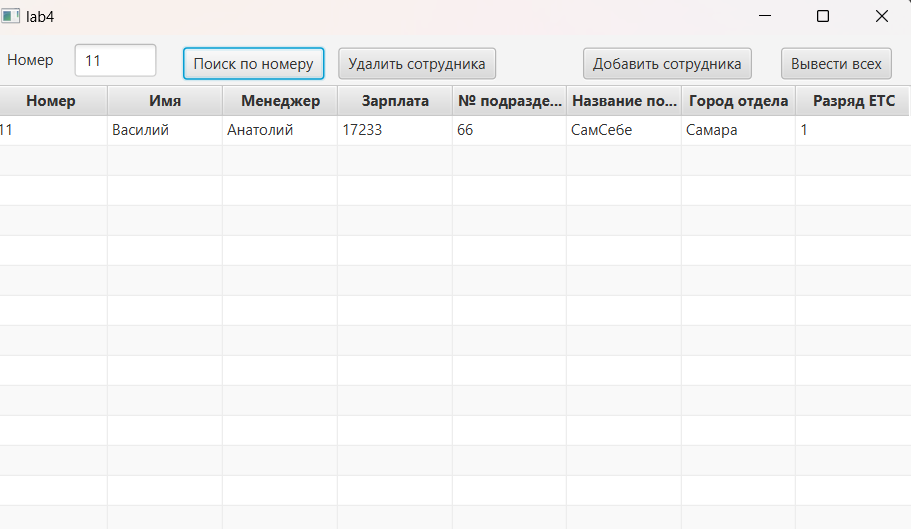 lab4
Номер 11 Поиск по номеру Удалить сотрудника Добавить сотрудника Вывести всех
Номер Имя Менеджер Зарплата № подразде... Название по... Город отдела Разряд ЕТС
11 Василий Анатолий 17233 66 СамСебе Самара 1